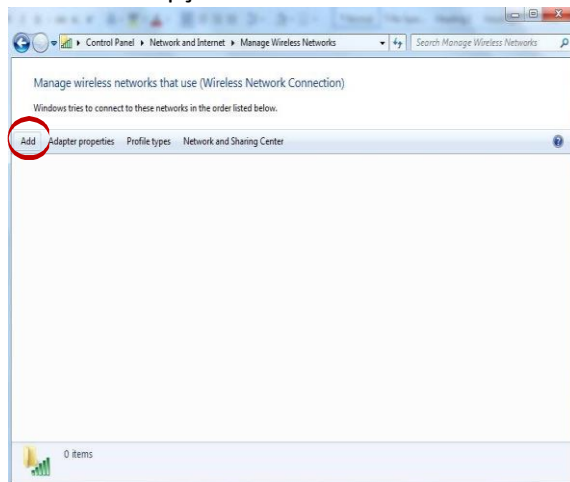 Control Panel ▸ Network and Internet ▸ Manage Wireless Networks
Search Manage Wireless Networks
Manage wireless networks that use (Wireless Network Connection)
Windows tries to connect to these networks in the order listed below.
Add Adapter properties Profile types Network and Sharing Center
0 items